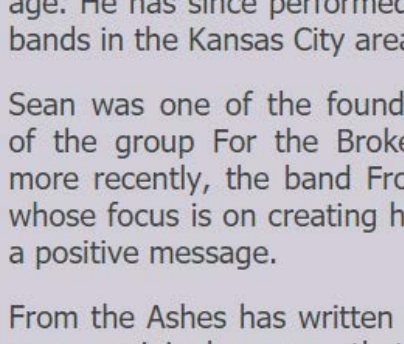 age. He has since performed
bands in the Kansas City area
Sean was one of the found
of the group For the Broke
more recently, the band Fro
whose focus is on creating h
a positive message.
From the Ashes has written